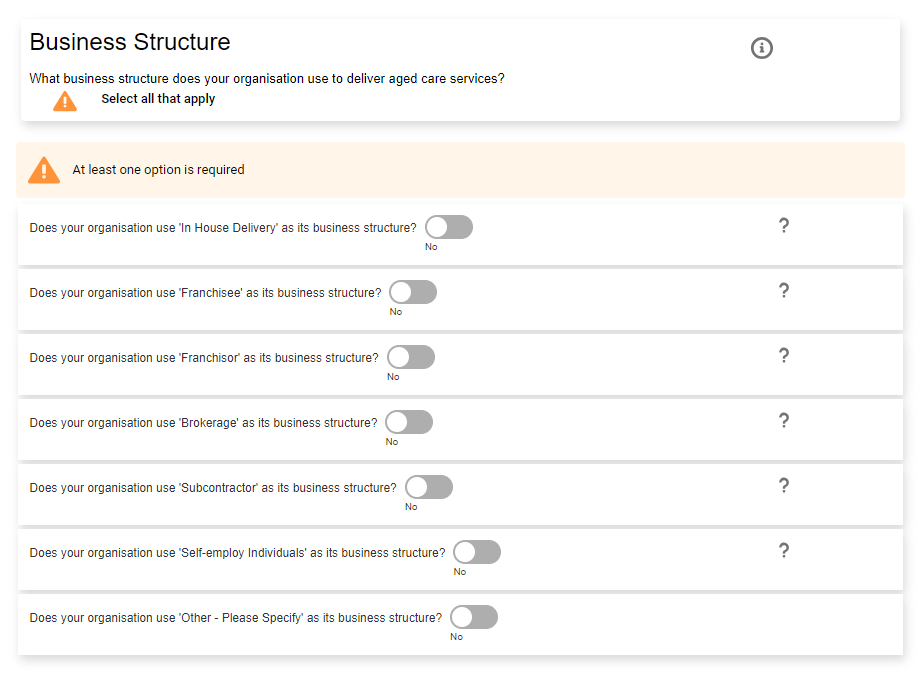 Business Structure
What business structure does your organisation use to deliver aged care services?
Select all that apply
At least one option is required
Does your organisation use 'In House Delivery' as its business structure?
No
?
Does your organisation use 'Franchisee' as its business structure?
No
?
Does your organisation use 'Franchisor' as its business structure?
No
?
Does your organisation use 'Brokerage' as its business structure?
No
?
Does your organisation use 'Subcontractor' as its business structure?
No
?
Does your organisation use 'Self-employ Individuals' as its business structure?
No
?
Does your organisation use 'Other - Please Specify' as its business structure?
No